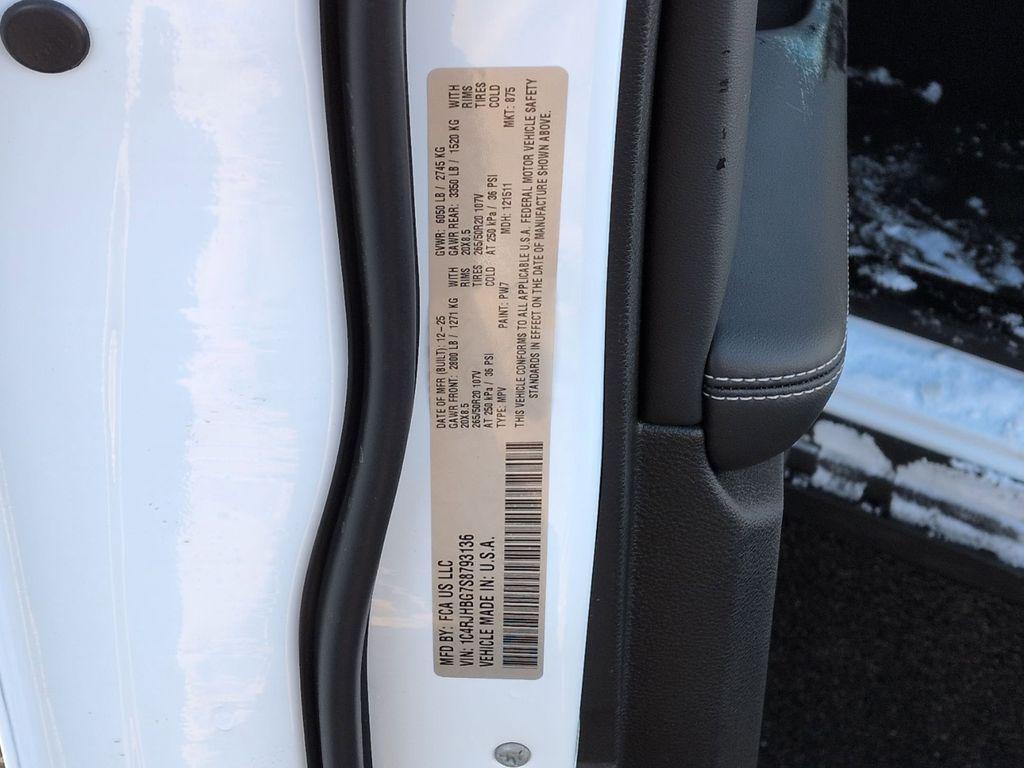 MFD BY: FCA US LLC
VIN: 1C4RJHBG7S8793136
VEHICLE MADE IN: U.S.A.
DATE OF MFR (BUILT): 12-25 GVWR: 6050 LB / 2745 KG
GAWR FRONT: 2800 LB / 1271 KG WITH GAWR REAR: 3350 LB / 1520 KG WITH
20X8.5 RIMS 20X8.5 RIMS
265/50R20 107V TIRES 265/50R20 107V TIRES
AT 250 kPa / 36 PSI COLD AT 250 kPa / 36 PSI COLD
TYPE: MPV PAINT: PW7 MDH: 121511 MKT: 875
THIS VEHICLE CONFORMS TO ALL APPLICABLE U.S.A. FEDERAL MOTOR VEHICLE SAFETY
STANDARDS IN EFFECT ON THE DATE OF MANUFACTURE SHOWN ABOVE.